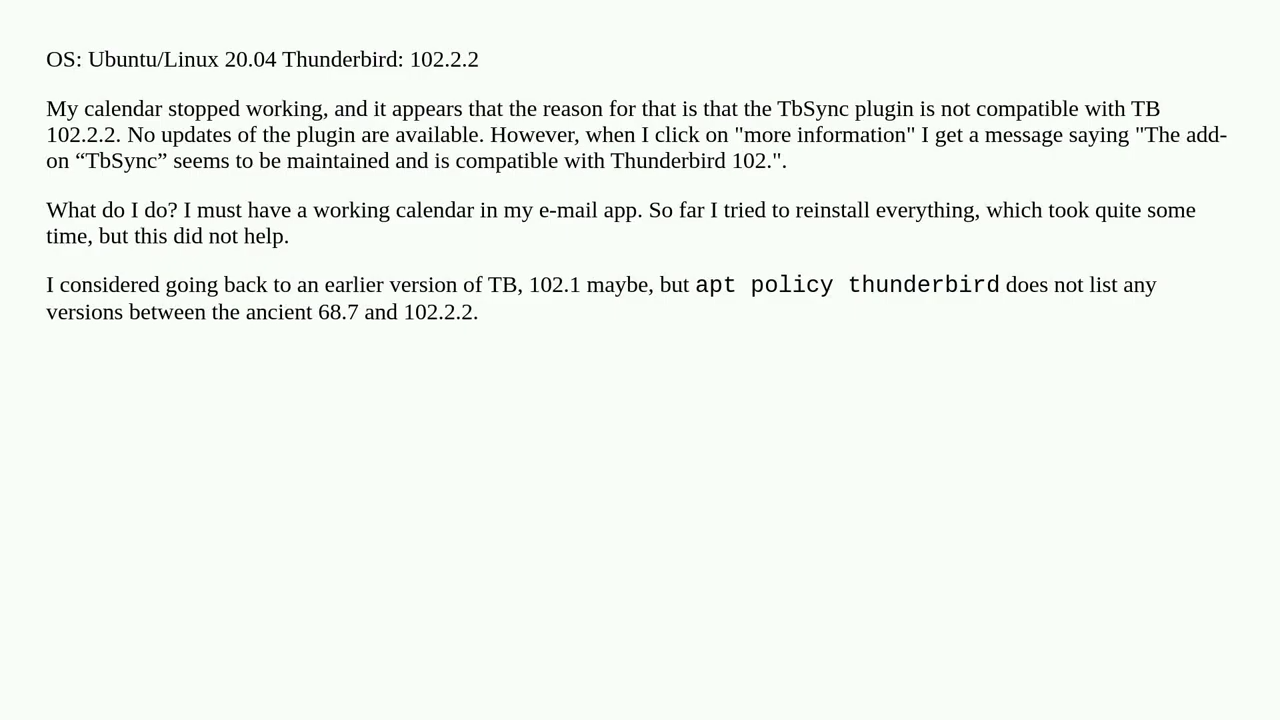 OS: Ubuntu/Linux 20.04 Thunderbird: 102.2.2
My calendar stopped working, and it appears that the reason for that is that the TbSync plugin is not compatible with TB
102.2.2. No updates of the plugin are available. However, when I click on "more information" I get a message saying "The add-
on “TbSync” seems to be maintained and is compatible with Thunderbird 102.".
What do I do? I must have a working calendar in my e-mail app. So far I tried to reinstall everything, which took quite some
time, but this did not help.
I considered going back to an earlier version of TB, 102.1 maybe, but apt policy thunderbird does not list any
versions between the ancient 68.7 and 102.2.2.